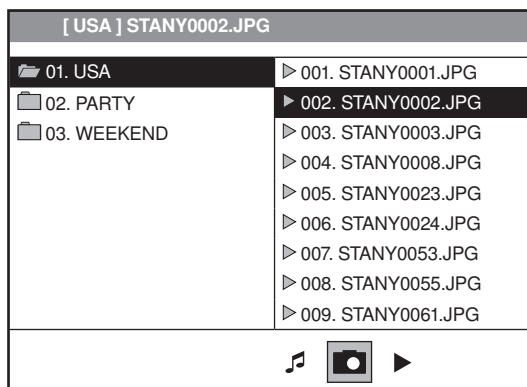 [ USA ] STANY0002.JPG
01. USA
02. PARTY
03. WEEKEND
001. STANY0001.JPG
002. STANY0002.JPG
003. STANY0003.JPG
004. STANY0008.JPG
005. STANY0023.JPG
006. STANY0024.JPG
007. STANY0053.JPG
008. STANY0055.JPG
009. STANY0061.JPG